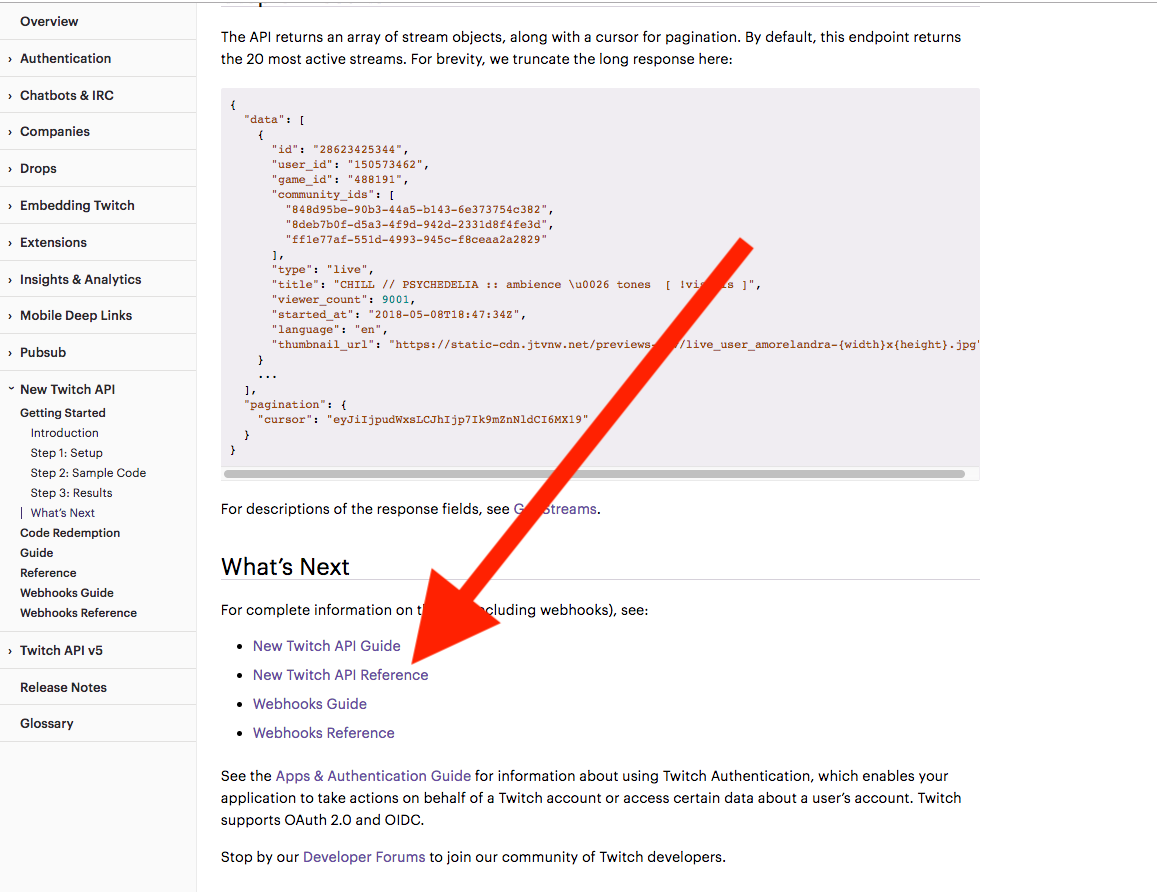 Overview
Authentication
Chatbots & IRC
Companies
Drops
Embedding Twitch
Extensions
Insights & Analytics
Mobile Deep Links
Pubsub
New Twitch API
Getting Started
Introduction
Step 1: Setup
Step 2: Sample Code
Step 3: Results
What's Next
Code Redemption
Guide
Reference
Webhooks Guide
Webhooks Reference
Twitch API v5
Release Notes
Glossary
The API returns an array of stream objects, along with a cursor for pagination. By default, this endpoint returns
the 20 most active streams. For brevity, we truncate the long response here:
{
"data": [
{
"id": "28623425344",
"user_id": "150573462",
"game_id": "488191",
"community_ids": [
"848d95be-90b3-44a5-b143-6e373754c382",
"8deb7b0f-d5a3-4f9d-942d-2331d8f4fe3d",
"ff1e77af-551d-4993-945c-f8ceaa2a2829"
],
"type": "live",
"title": "CHILL // PSYCHEDELIA :: ambience \u0026 tones [ ]",
"viewer_count": 9001,
"started_at": "2018-05-08T18:47:34Z",
"language": "en",
"thumbnail_url": "https://static-cdn.jtvnw.net/previews- /live_user_amorelandra-{width}x{height}.jpg"
}
...
],
"pagination": {
"cursor": "eyJiIjpudWxsLCJhIjp7Ik9mZnNldCI6MX19"
}
}
For descriptions of the response fields, see Streams.
What's Next
For complete information on webhooks), see:
New Twitch API Guide
New Twitch API Reference
Webhooks Guide
Webhooks Reference
See the Apps & Authentication Guide for information about using Twitch Authentication, which enables your
application to take actions on behalf of a Twitch account or access certain data about a user's account. Twitch
supports OAuth 2.0 and OIDC.
Stop by our Developer Forums to join our community of Twitch developers.